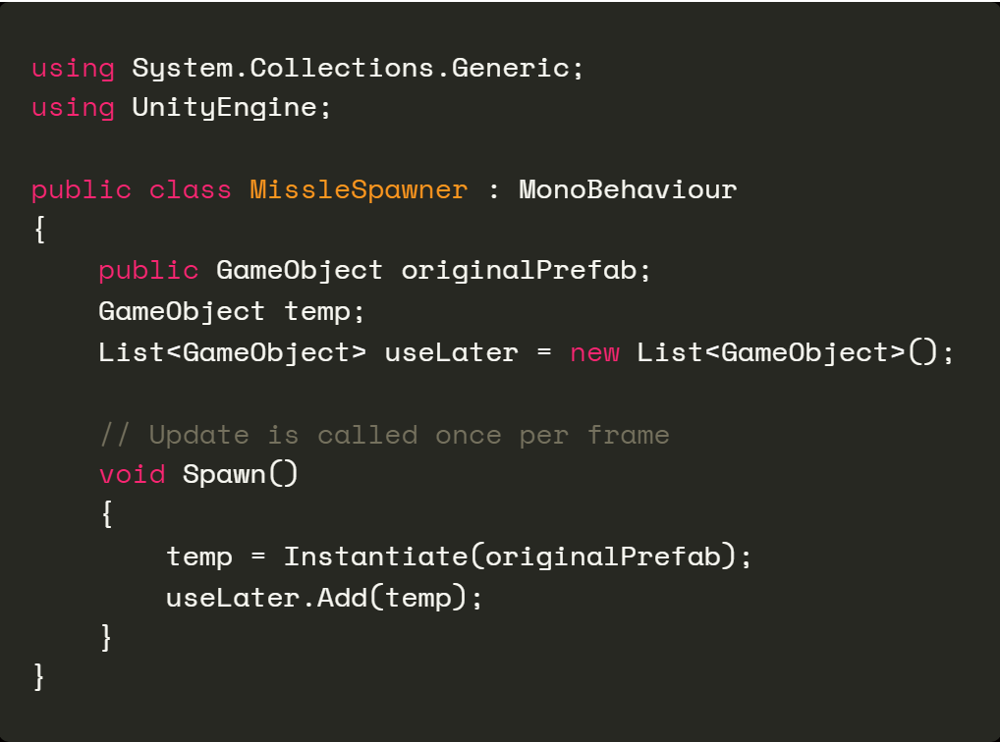 using System.Collections.Generic;
using UnityEngine;

public class MissleSpawner : MonoBehaviour
{
    public GameObject originalPrefab;
    GameObject temp;
    List<GameObject> useLater = new List<GameObject>();

    // Update is called once per frame
    void Spawn()
    {
        temp = Instantiate(originalPrefab);
        useLater.Add(temp);
    }
}